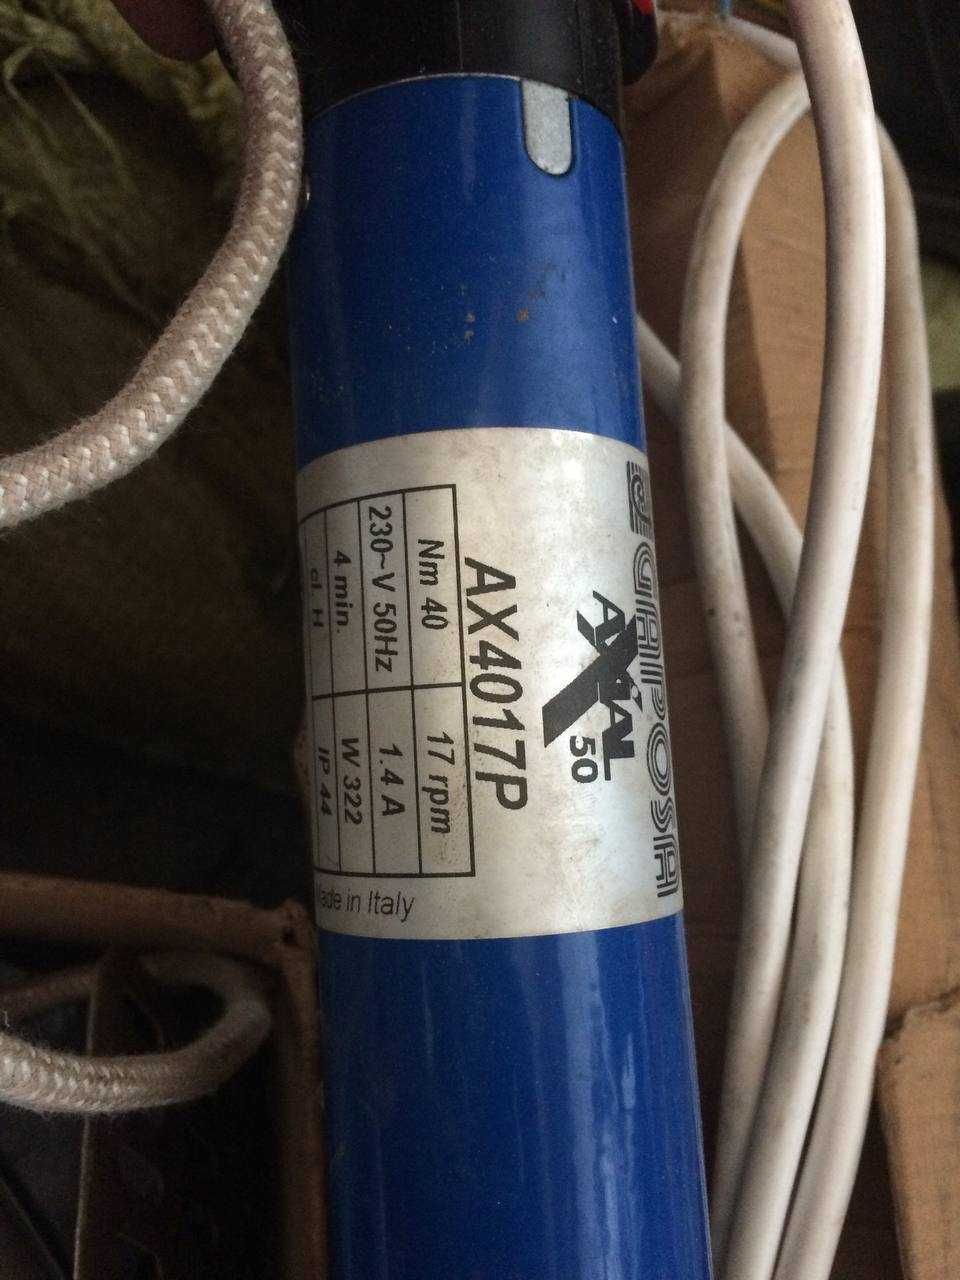 GAPOSA
AXIAL
50
AX4017P
Nm 40 17 rpm
230~V 50Hz 1.4 A
4 min. W 322
cl H IP 44
Made in Italy